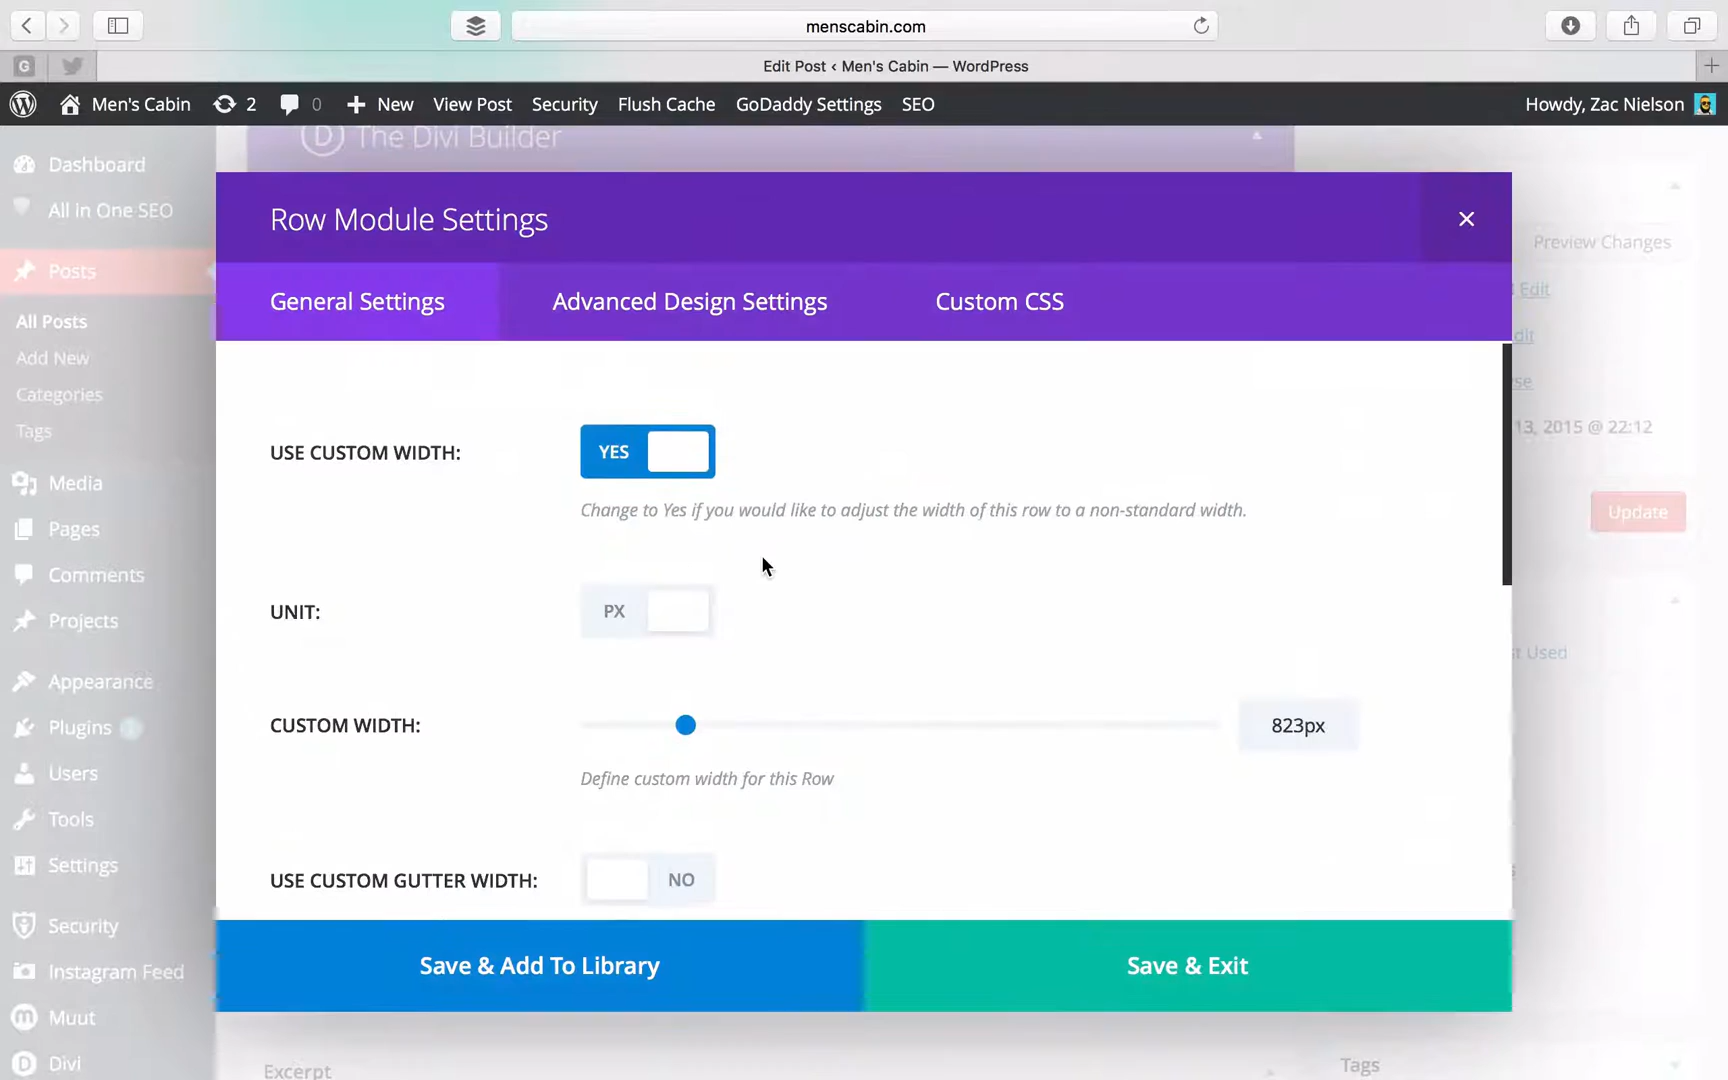 menscabin.com
G
Edit Post ‹ Men's Cabin — WordPress
Men's Cabin 2 0 New View Post Security Flush Cache GoDaddy Settings SEO Howdy, Zac Nielson
The Divi Builder
Dashboard
All in One SEO
Posts
All Posts
Add New
Categories
Tags
Media
Pages
Comments
Projects
Appearance
Plugins
Users
Tools
Settings
Security
Instagram Feed
Muut
Divi
Row Module Settings
General Settings Advanced Design Settings Custom CSS
USE CUSTOM WIDTH: YES
Change to Yes if you would like to adjust the width of this row to a non-standard width.
UNIT: PX
CUSTOM WIDTH: 823px
Define custom width for this Row
USE CUSTOM GUTTER WIDTH: NO
Save & Add To Library Save & Exit
Preview Changes
Edit
13, 2015 @ 22:12
Update
Used
Excerpt
Tags